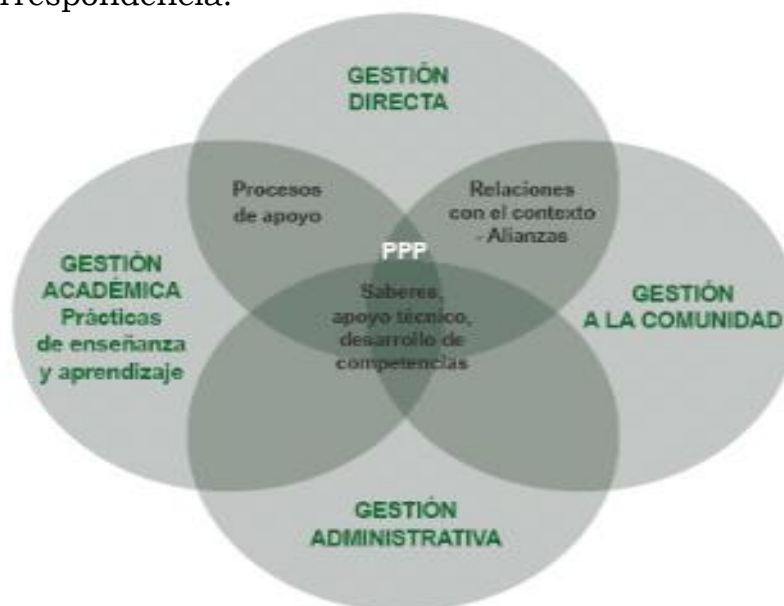 rrespondencia.
GESTIÓN
DIRECTA
Procesos
de apoyo
Relaciones
con el contexto
- Alianzas
PPP
GESTIÓN
ACADÉMICA
Prácticas
de enseñanza
y aprendizaje
Saberes,
apoyo técnico,
desarrollo de
competencias
GESTIÓN
A LA COMUNIDAD
GESTIÓN
ADMINISTRATIVA